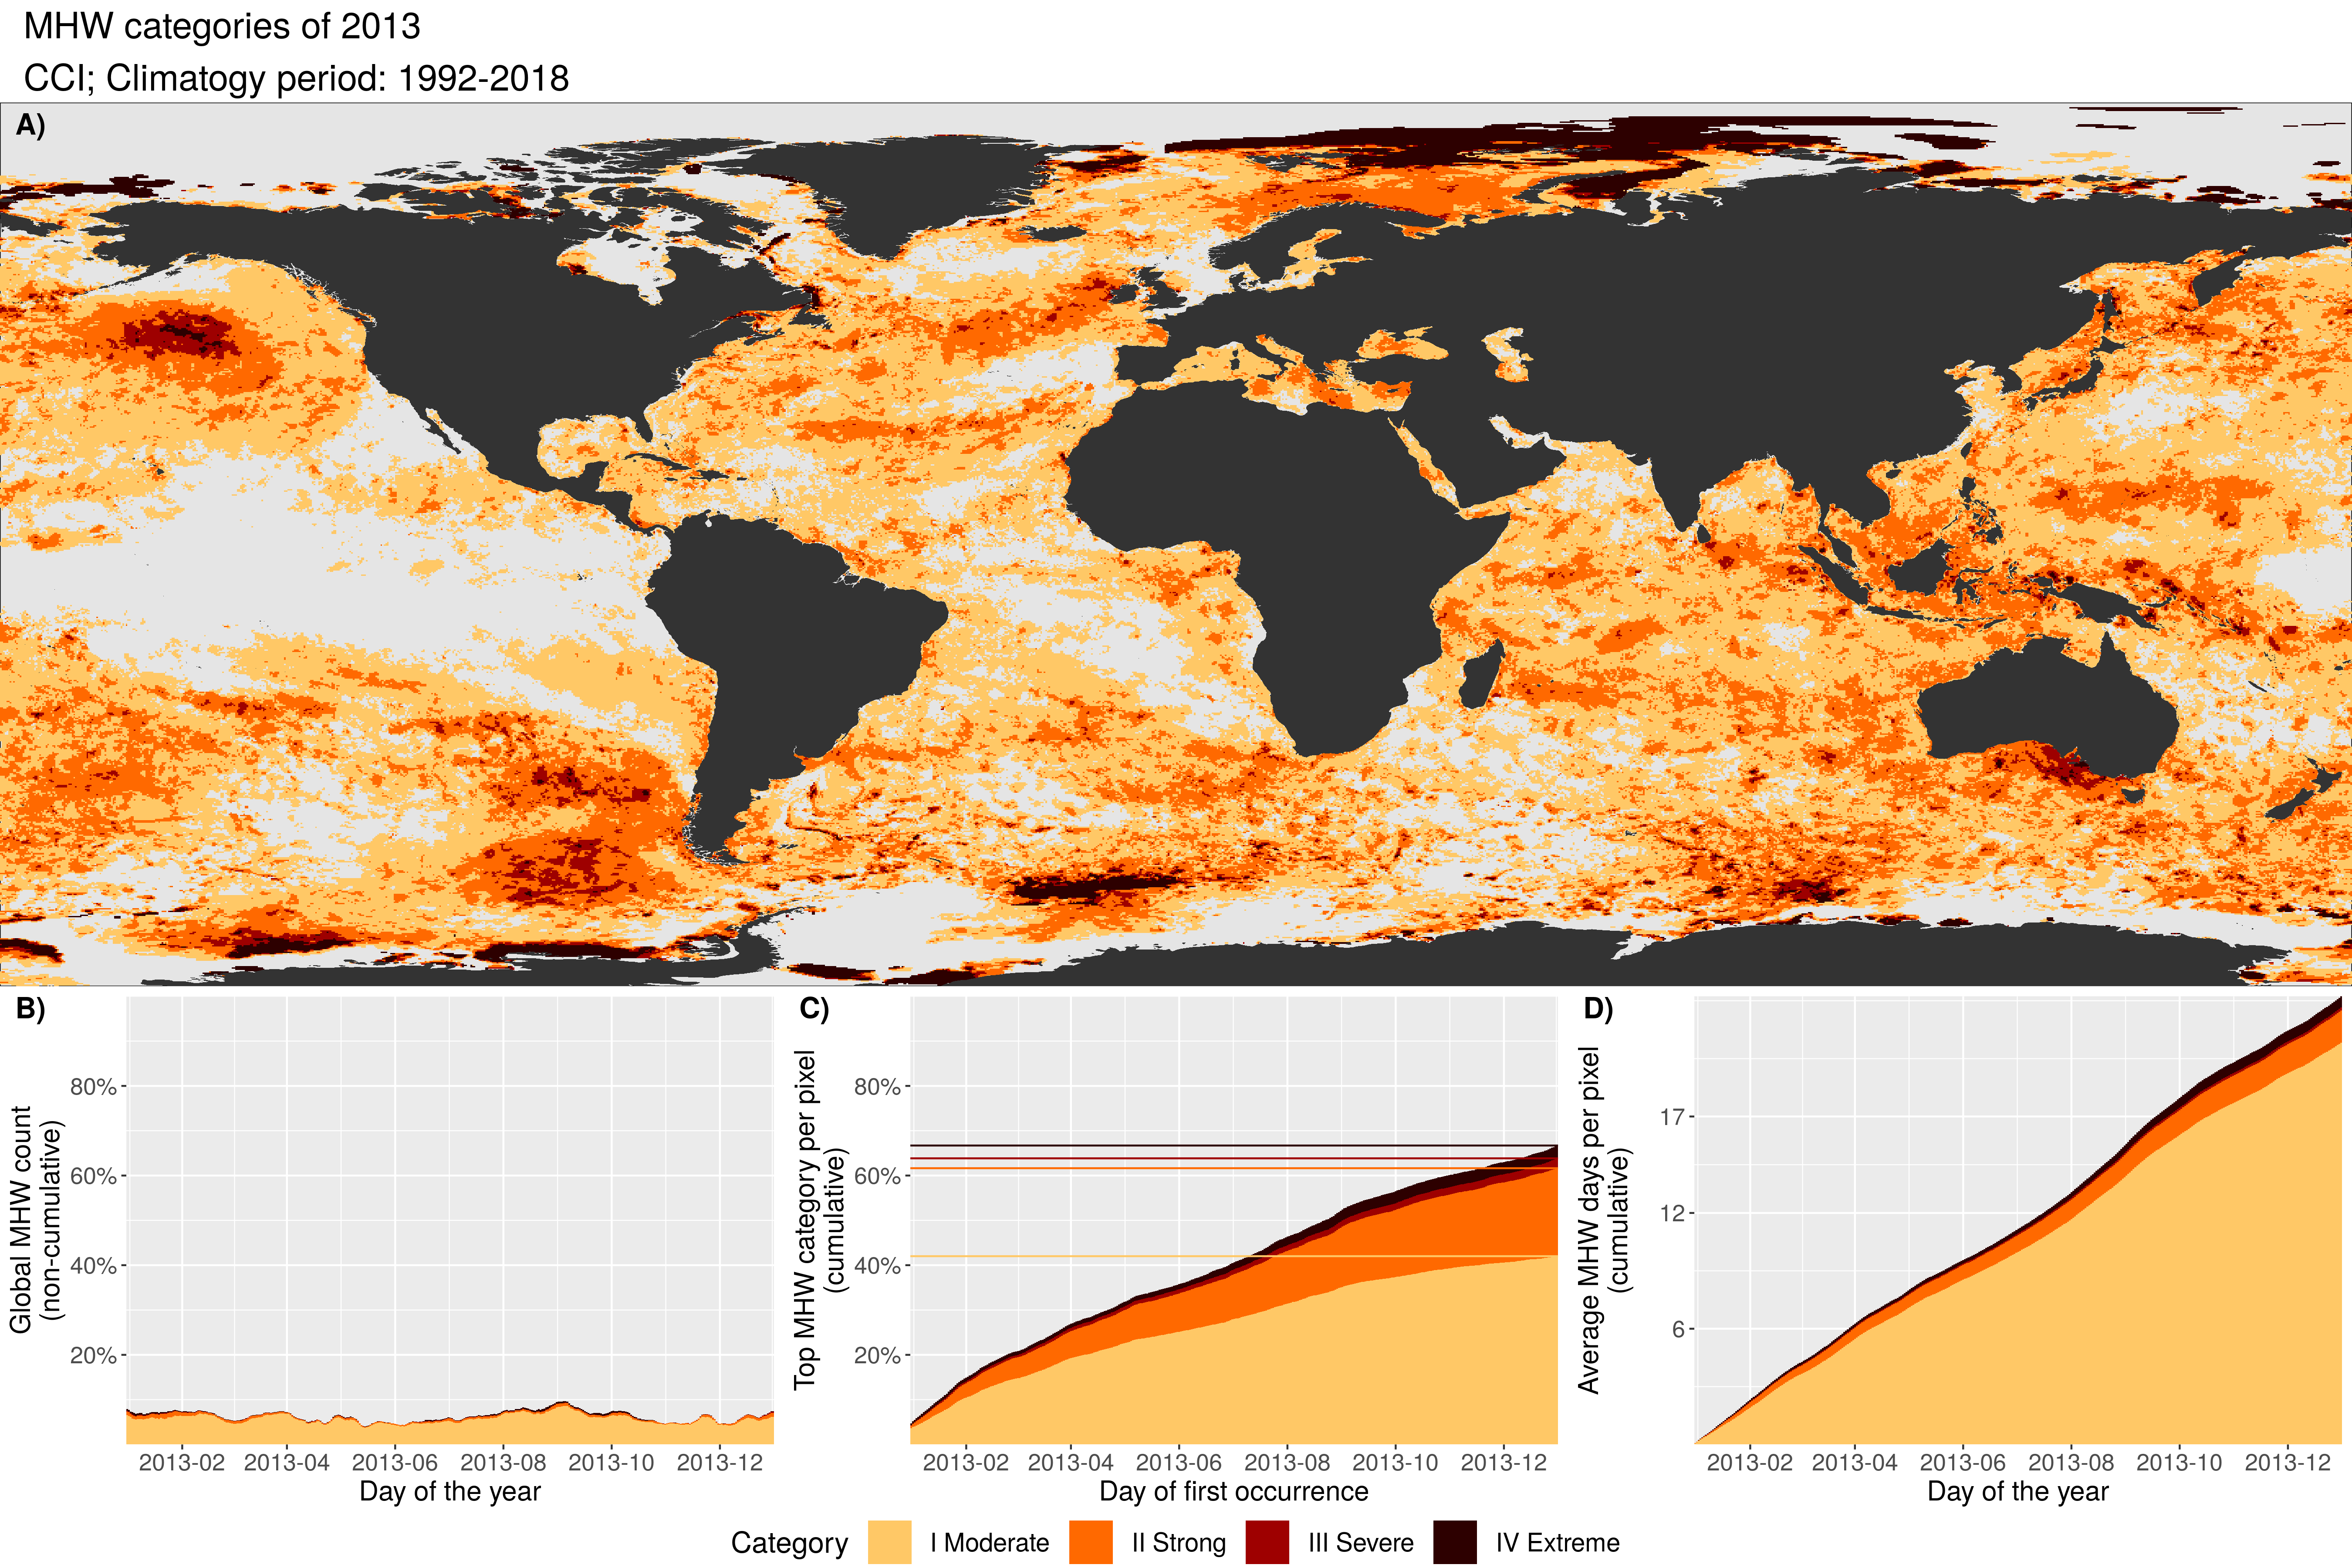 MHW categories of 2013
CCI; Climatogy period: 1992-2018
A)
B)
Global MHW count
(non-cumulative)
80%
60%
40%
20%
2013-02 2013-04 2013-06 2013-08 2013-10 2013-12
Day of the year
C)
Top MHW category per pixel
(cumulative)
80%
60%
40%
20%
2013-02 2013-04 2013-06 2013-08 2013-10 2013-12
Day of first occurrence
D)
Average MHW days per pixel
(cumulative)
17
12
6
2013-02 2013-04 2013-06 2013-08 2013-10 2013-12
Day of the year
Category I Moderate II Strong III Severe IV Extreme